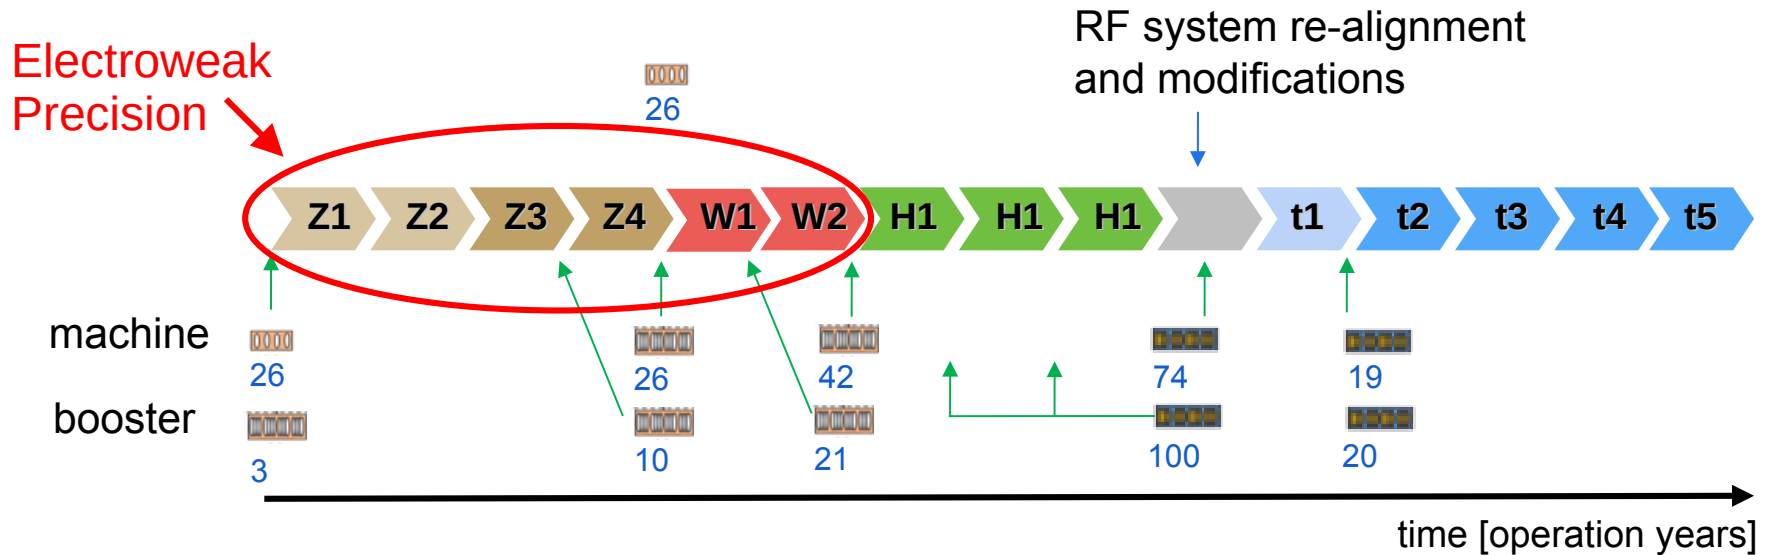 RF system re-alignment
and modifications
Electroweak
Precision
26
Z1 Z2 Z3 Z4 W1 W2 H1 H1 H1 t1 t2 t3 t4 t5
machine
26 26 42 74 19
booster
3 10 21 100 20
time [operation years]